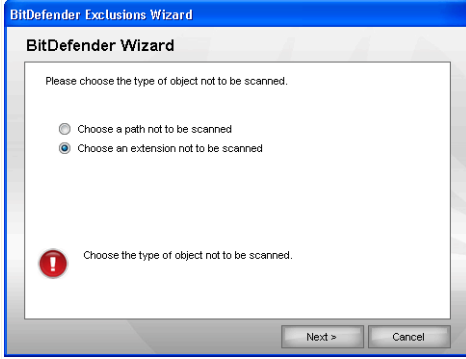 BitDefender Exclusions Wizard
BitDefender Wizard
Please choose the type of object not to be scanned.
Choose a path not to be scanned
Choose an extension not to be scanned
Choose the type of object not to be scanned.
Next >
Cancel